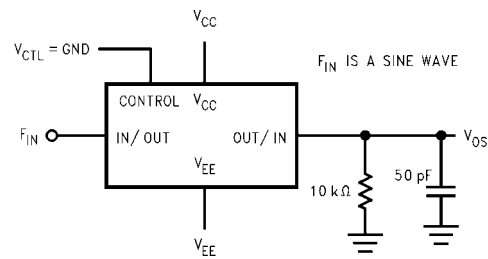 V_CC
V_CTL = GND
F_IN IS A SINE WAVE
CONTROL V_CC
F_IN IN/OUT OUT/IN V_OS
V_EE
10 kΩ 50 pF
V_EE